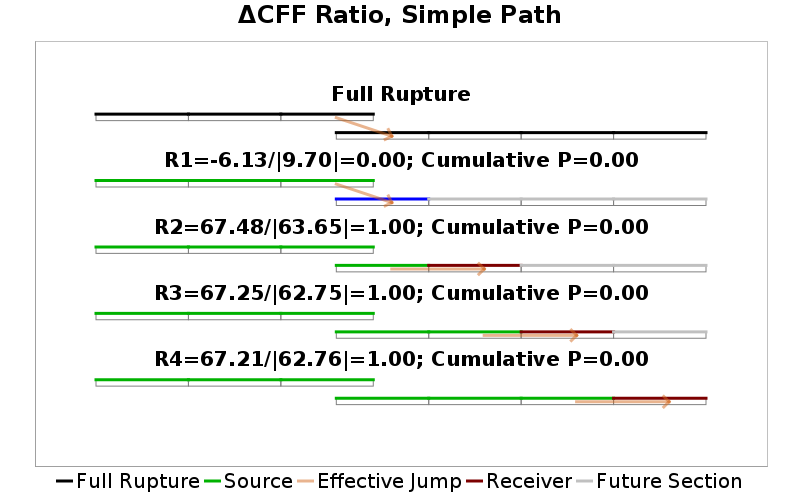 ΔCFF Ratio, Simple Path
Full Rupture
R1=-6.13/|9.70|=0.00; Cumulative P=0.00
R2=67.48/|63.65|=1.00; Cumulative P=0.00
R3=67.25/|62.75|=1.00; Cumulative P=0.00
R4=67.21/|62.76|=1.00; Cumulative P=0.00
Full Rupture Source Effective Jump Receiver Future Section